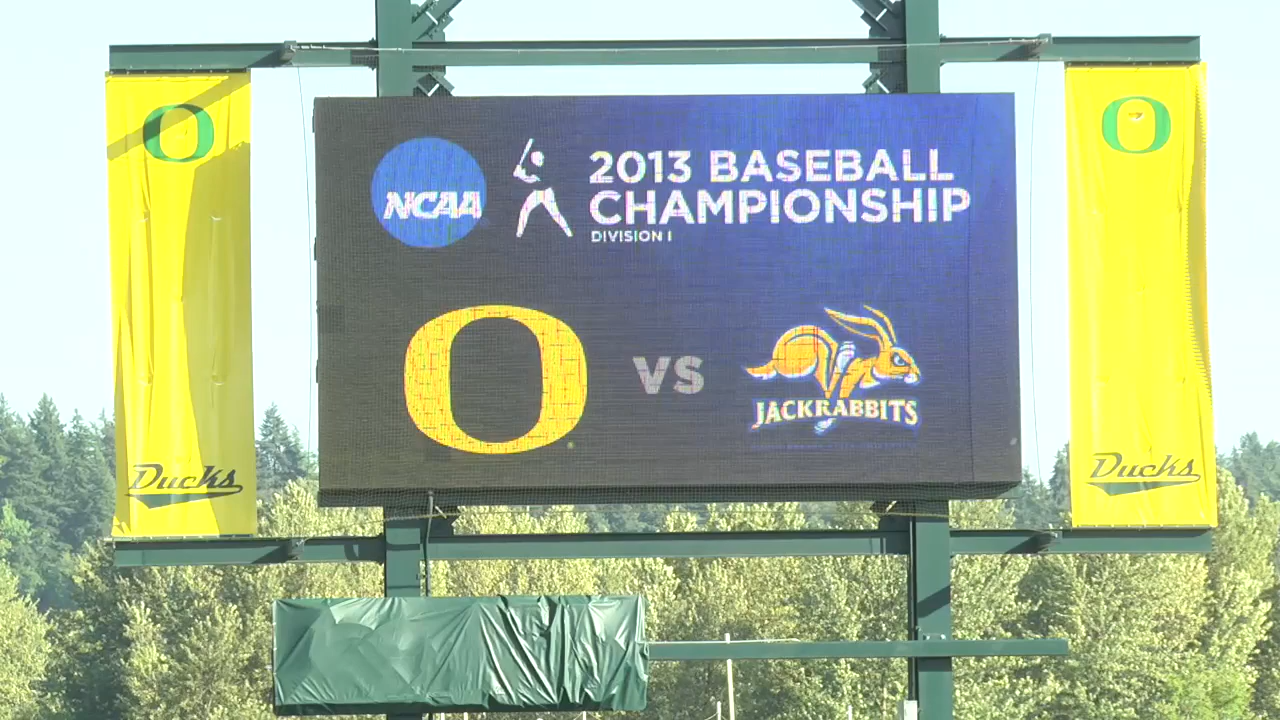 NCAA
2013 BASEBALL
CHAMPIONSHIP
DIVISION I
O
O
O
VS
JACKRABBITS
Ducks
Ducks